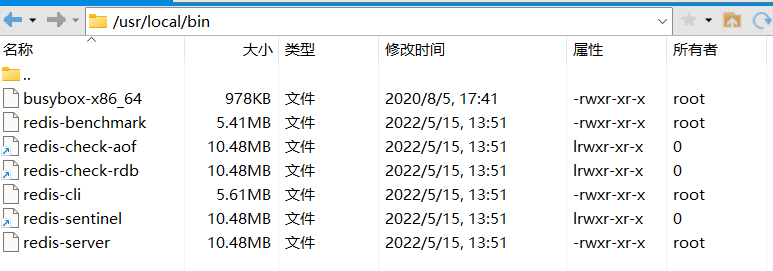 /usr/local/bin
名称 大小 类型 修改时间 属性 所有者
..
busybox-x86_64 978KB 文件 2020/8/5, 17:41 -rwxr-xr-x root
redis-benchmark 5.41MB 文件 2022/5/15, 13:51 -rwxr-xr-x root
redis-check-aof 10.48MB 文件 2022/5/15, 13:51 lrwxr-xr-x 0
redis-check-rdb 10.48MB 文件 2022/5/15, 13:51 lrwxr-xr-x 0
redis-cli 5.61MB 文件 2022/5/15, 13:51 -rwxr-xr-x root
redis-sentinel 10.48MB 文件 2022/5/15, 13:51 lrwxr-xr-x 0
redis-server 10.48MB 文件 2022/5/15, 13:51 -rwxr-xr-x root